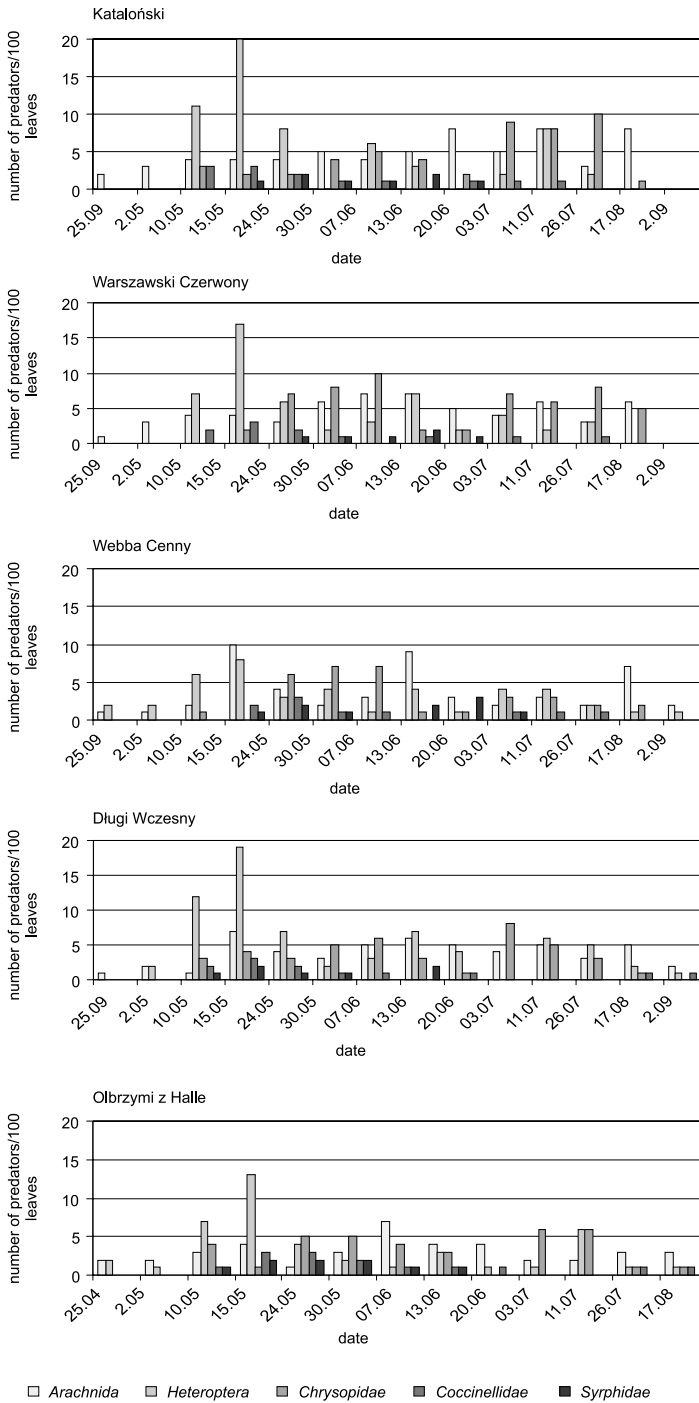 Kataloński
number of predators/100
leaves
20
15
10
5
0
25.09 2.05 10.05 15.05 24.05 30.05 07.06 13.06 20.06 03.07 11.07 26.07 17.08 2.09
date
Warszawski Czerwony
number of predators/100
leaves
20
15
10
5
0
25.09 2.05 10.05 15.05 24.05 30.05 07.06 13.06 20.06 03.07 11.07 26.07 17.08 2.09
date
Webba Cenny
number of predators/100
leaves
20
15
10
5
0
25.09 2.05 10.05 15.05 24.05 30.05 07.06 13.06 20.06 03.07 11.07 26.07 17.08 2.09
date
Długi Wczesny
number of predators/100
leaves
20
15
10
5
0
25.09 2.05 10.05 15.05 24.05 30.05 07.06 13.06 20.06 03.07 11.07 26.07 17.08 2.09
date
Olbrzymi z Halle
number of predators/100
leaves
20
15
10
5
0
25.04 2.05 10.05 15.05 24.05 30.05 07.06 13.06 20.06 03.07 11.07 26.07 17.08
date
Arachnida Heteroptera Chrysopidae Coccinellidae Syrphidae